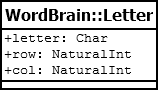 WordBrain::Letter
+letter: Char
+row: NaturalInt
+col: NaturalInt